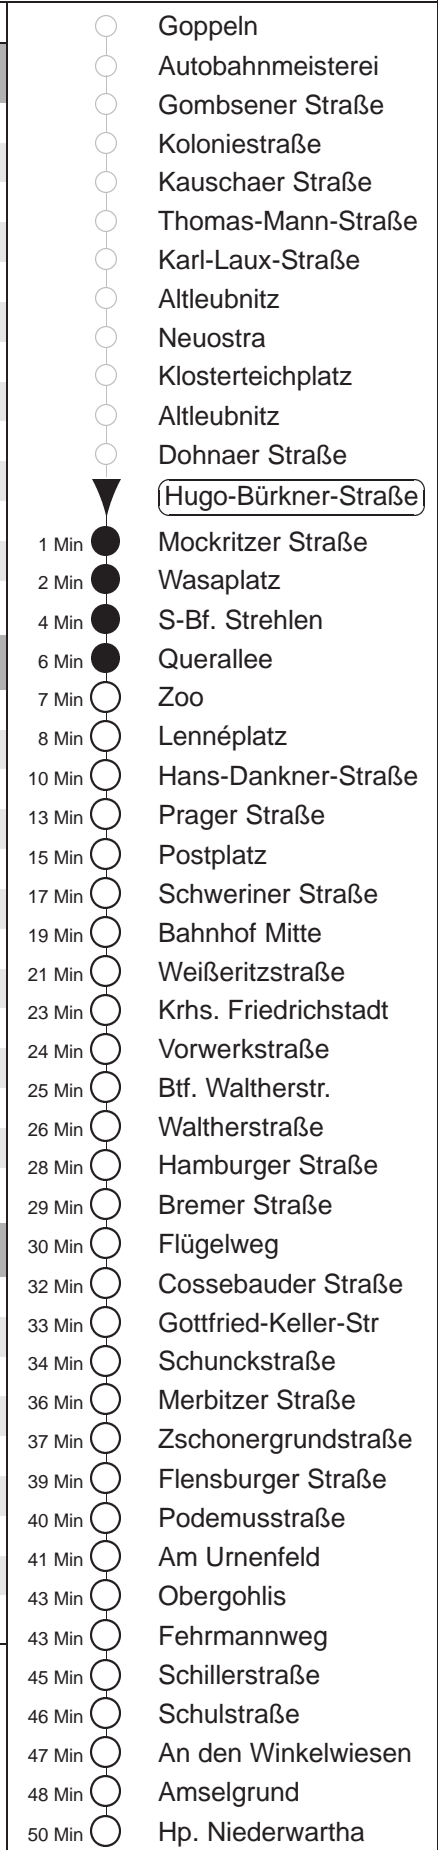 Goppeln
Autobahnmeisterei
Gombsener Straße
Koloniestraße
Kauschaer Straße
Thomas-Mann-Straße
Karl-Laux-Straße
Altleubnitz
Neuostra
Klosterteichplatz
Altleubnitz
Dohnaer Straße
Hugo-Bürkner-Straße
1 Min Mockritzer Straße
2 Min Wasaplatz
4 Min S-Bf. Strehlen
6 Min Querallee
7 Min Zoo
8 Min Lennéplatz
10 Min Hans-Dankner-Straße
13 Min Prager Straße
15 Min Postplatz
17 Min Schweriner Straße
19 Min Bahnhof Mitte
21 Min Weißeritzstraße
23 Min Krhs. Friedrichstadt
24 Min Vorwerkstraße
25 Min Btf. Waltherstr.
26 Min Waltherstraße
28 Min Hamburger Straße
29 Min Bremer Straße
30 Min Flügelweg
32 Min Cossebauder Straße
33 Min Gottfried-Keller-Str
34 Min Schunckstraße
36 Min Merbitzer Straße
37 Min Zschonergrundstraße
39 Min Flensburger Straße
40 Min Podemusstraße
41 Min Am Urnenfeld
43 Min Obergohlis
43 Min Fehrmannweg
45 Min Schillerstraße
46 Min Schulstraße
47 Min An den Winkelwiesen
48 Min Amselgrund
50 Min Hp. Niederwartha